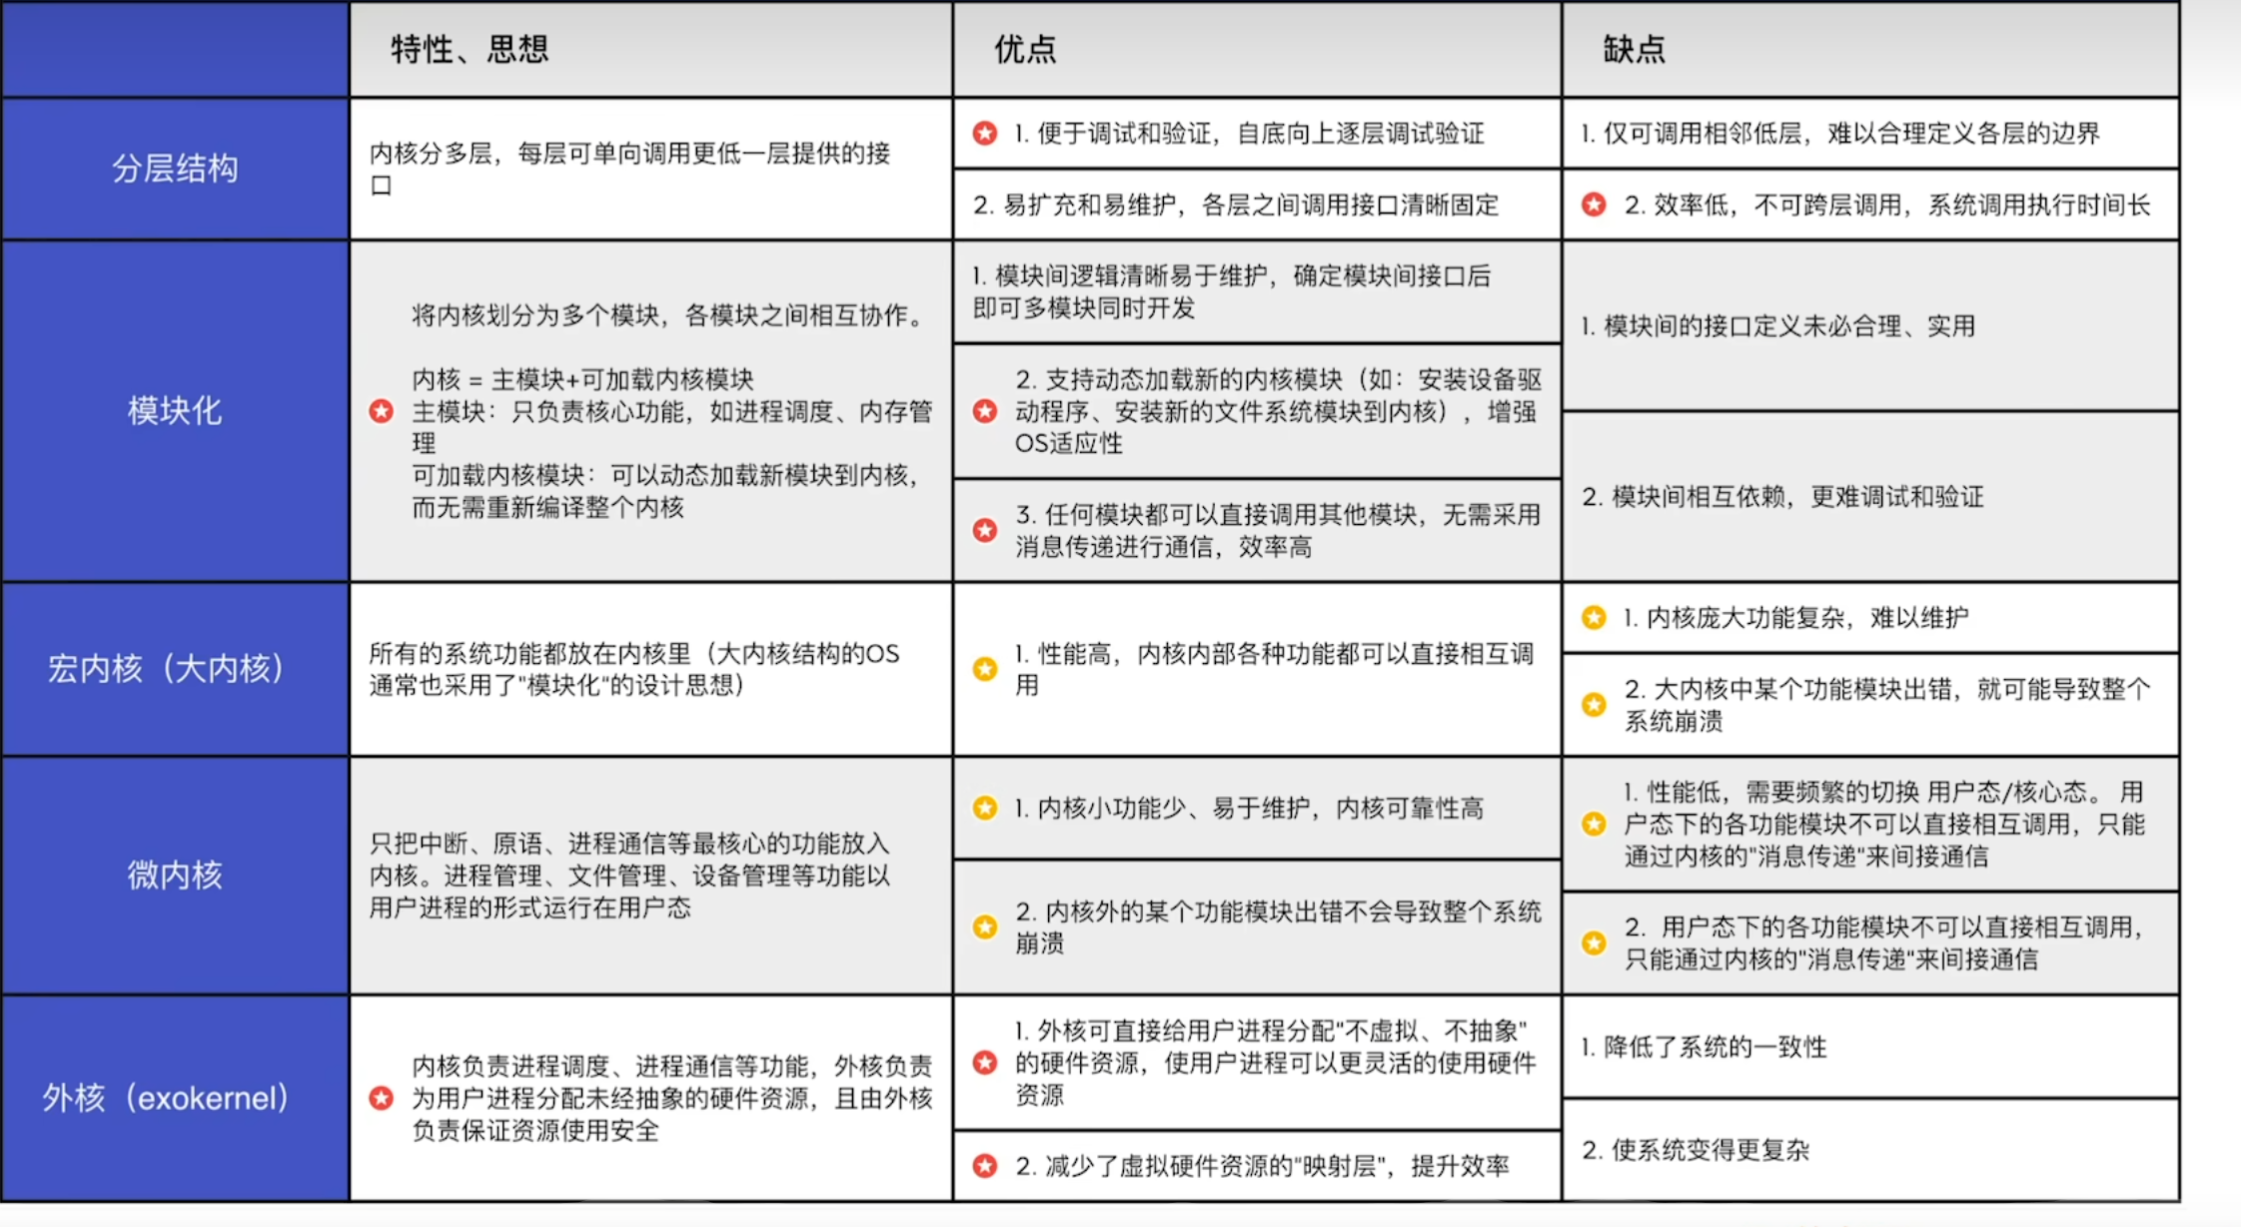 特性、思想
优点
缺点
分层结构
内核分多层，每层可单向调用更低一层提供的接
口
1. 便于调试和验证，自底向上逐层调试验证
2. 易扩充和易维护，各层之间调用接口清晰固定
1. 仅可调用相邻低层，难以合理定义各层的边界
2. 效率低，不可跨层调用，系统调用执行时间长
模块化
将内核划分为多个模块，各模块之间相互协作。
内核 = 主模块+可加载内核模块
主模块：只负责核心功能，如进程调度、内存管
理
可加载内核模块：可以动态加载新模块到内核，
而无需重新编译整个内核
1. 模块间逻辑清晰易于维护，确定模块间接口后
即可多模块同时开发
2. 支持动态加载新的内核模块（如：安装设备驱
动程序、安装新的文件系统模块到内核），增强
OS适应性
3. 任何模块都可以直接调用其他模块，无需采用
消息传递进行通信，效率高
1. 模块间的接口定义未必合理、实用
2. 模块间相互依赖，更难调试和验证
宏内核（大内核）
所有的系统功能都放在内核里（大内核结构的OS
通常也采用了"模块化"的设计思想）
1. 性能高，内核内部各种功能都可以直接相互调
用
1. 内核庞大功能复杂，难以维护
2. 大内核中某个功能模块出错，就可能导致整个
系统崩溃
微内核
只把中断、原语、进程通信等最核心的功能放入
内核。进程管理、文件管理、设备管理等功能以
用户进程的形式运行在用户态
1. 内核小功能少、易于维护，内核可靠性高
2. 内核外的某个功能模块出错不会导致整个系统
崩溃
1. 性能低，需要频繁的切换 用户态/核心态。 用
户态下的各功能模块不可以直接相互调用，只能
通过内核的"消息传递"来间接通信
2. 用户态下的各功能模块不可以直接相互调用，
只能通过内核的"消息传递"来间接通信
外核（exokernel）
内核负责进程调度、进程通信等功能，外核负责
为用户进程分配未经抽象的硬件资源，且由外核
负责保证资源使用安全
1. 外核可直接给用户进程分配"不虚拟、不抽象"
的硬件资源，使用户进程可以更灵活的使用硬件
资源
2. 减少了虚拟硬件资源的"映射层"，提升效率
1. 降低了系统的一致性
2. 使系统变得更复杂